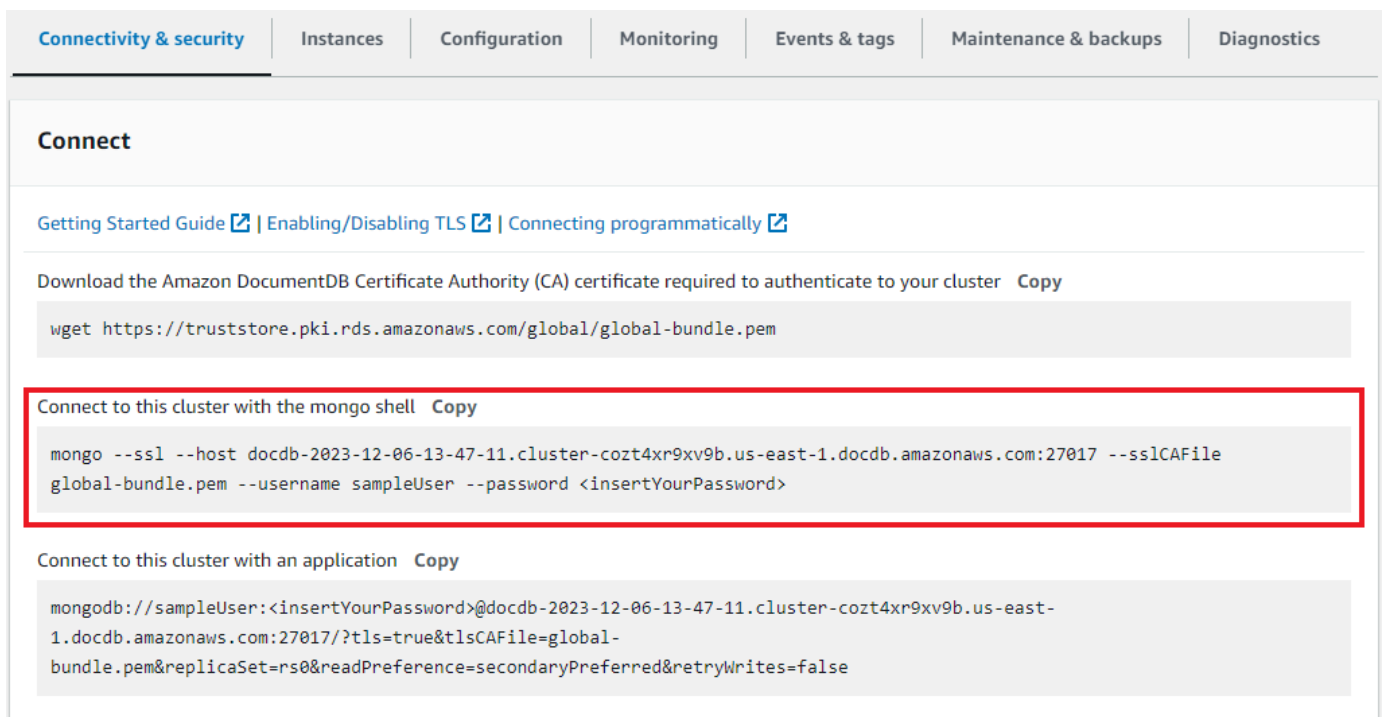 Connectivity & security Instances Configuration Monitoring Events & tags Maintenance & backups Diagnostics
Connect
Getting Started Guide | Enabling/Disabling TLS | Connecting programmatically
Download the Amazon DocumentDB Certificate Authority (CA) certificate required to authenticate to your cluster Copy
wget https://truststore.pki.rds.amazonaws.com/global/global-bundle.pem
Connect to this cluster with the mongo shell Copy
mongo --ssl --host docdb-2023-12-06-13-47-11.cluster-cozt4xr9xv9b.us-east-1.docdb.amazonaws.com:27017 --sslCAFile
global-bundle.pem --username sampleUser --password <insertYourPassword>
Connect to this cluster with an application Copy
mongodb://sampleUser:<insertYourPassword>@docdb-2023-12-06-13-47-11.cluster-cozt4xr9xv9b.us-east-
1.docdb.amazonaws.com:27017/?tls=true&tlsCAFile=global-
bundle.pem&replicaSet=rs0&readPreference=secondaryPreferred&retryWrites=false